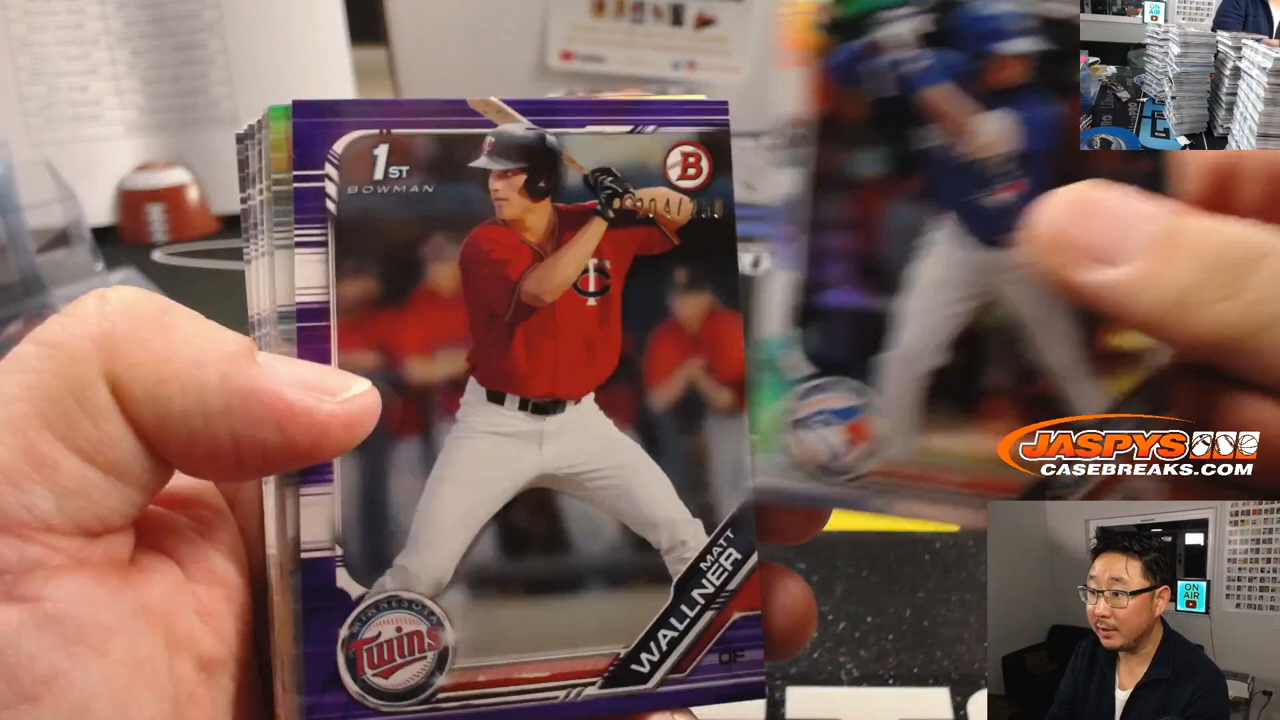 1ST
BOWMAN
B
MATT
WALLNER
OF
MINNESOTA
Twins
TC
JASPYS
CASEBREAKS.COM
ON
AIR
ON
AIR